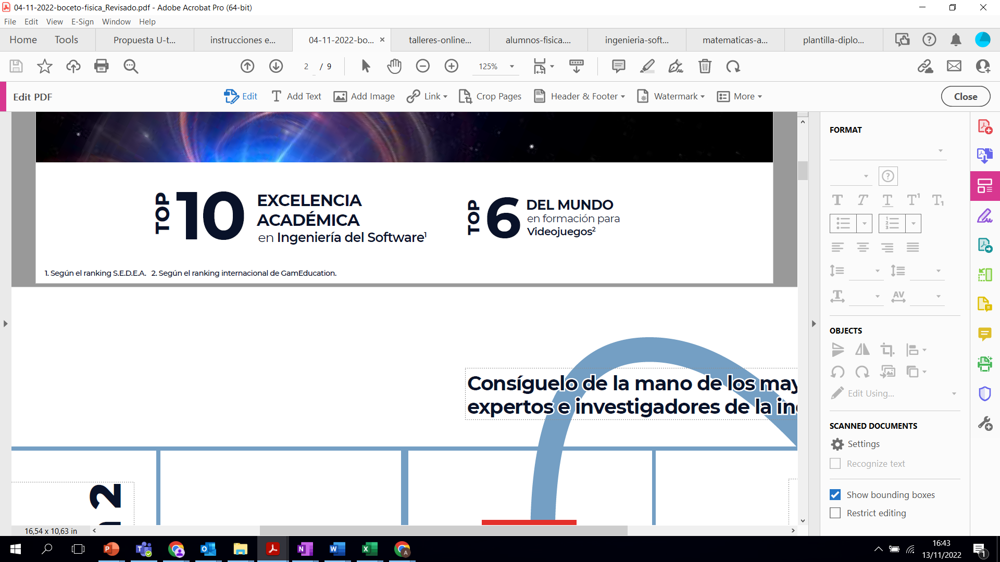 04-11-2022-boceto-fisica_Revisado.pdf - Adobe Acrobat Pro (64-bit)
File Edit View E-Sign Window Help
Home Tools Propuesta U-t... instrucciones e... 04-11-2022-bo... talleres-online... alumnos-fisica.... ingenieria-soft... matematicas-a... plantilla-diplo...
2 / 9 125%
Edit PDF Edit Add Text Add Image Link Crop Pages Header & Footer Watermark More Close
TOP 10 EXCELENCIA
ACADÉMICA
en Ingeniería del Software¹
TOP 6 DEL MUNDO
en formación para
Videojuegos²
1. Según el ranking S.E.D.E.A. 2. Según el ranking internacional de GamEducation.
Consíguelo de la mano de los may
expertos e investigadores de la in
2
16,54 x 10,63 in
FORMAT
OBJECTS
Edit Using...
SCANNED DOCUMENTS
Settings
Recognize text
Show bounding boxes
Restrict editing
16:43
13/11/2022
1